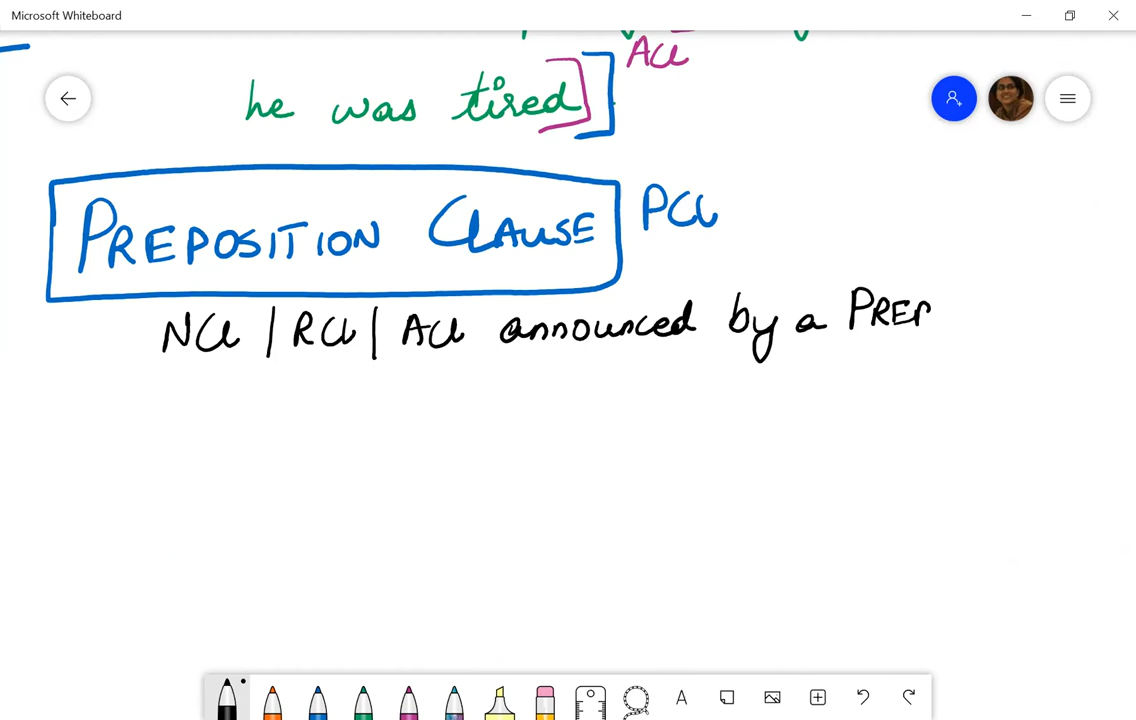 Microsoft Whiteboard
ACl
he was tired
PREPOSITION CLAUSE PCl
NCl | RCl | ACl announced by a PREP
A